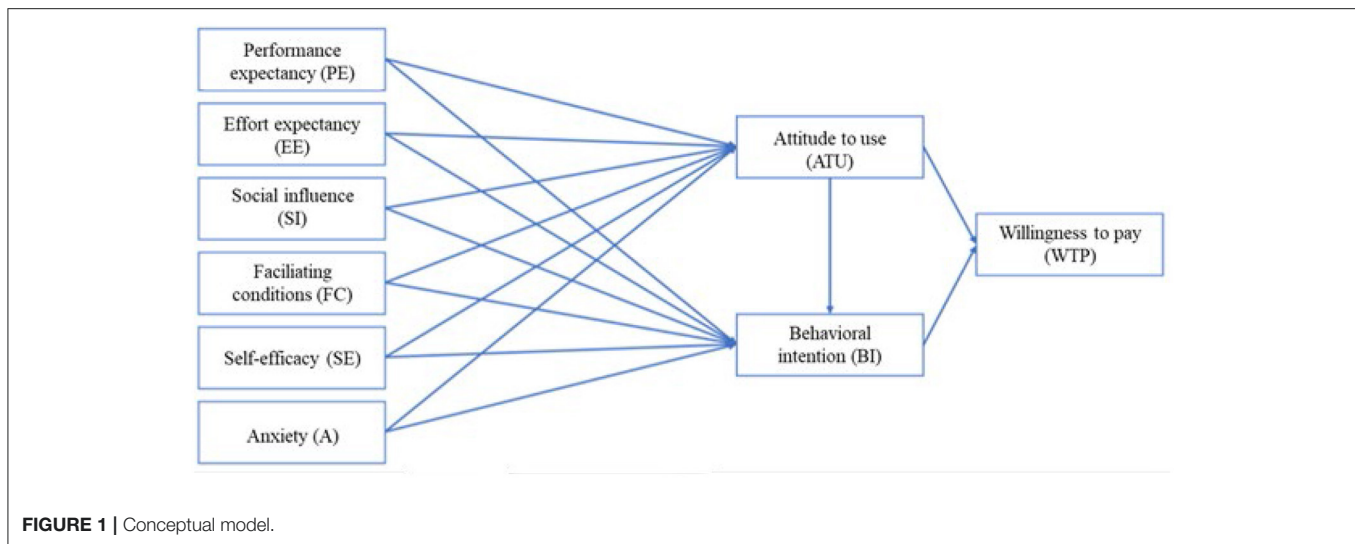 Performance
expectancy (PE)
Effort expectancy
(EE)
Social influence
(SI)
Faciliating
conditions (FC)
Self-efficacy (SE)
Anxiety (A)
Attitude to use
(ATU)
Behavioral
intention (BI)
Willingness to pay
(WTP)
FIGURE 1 | Conceptual model.